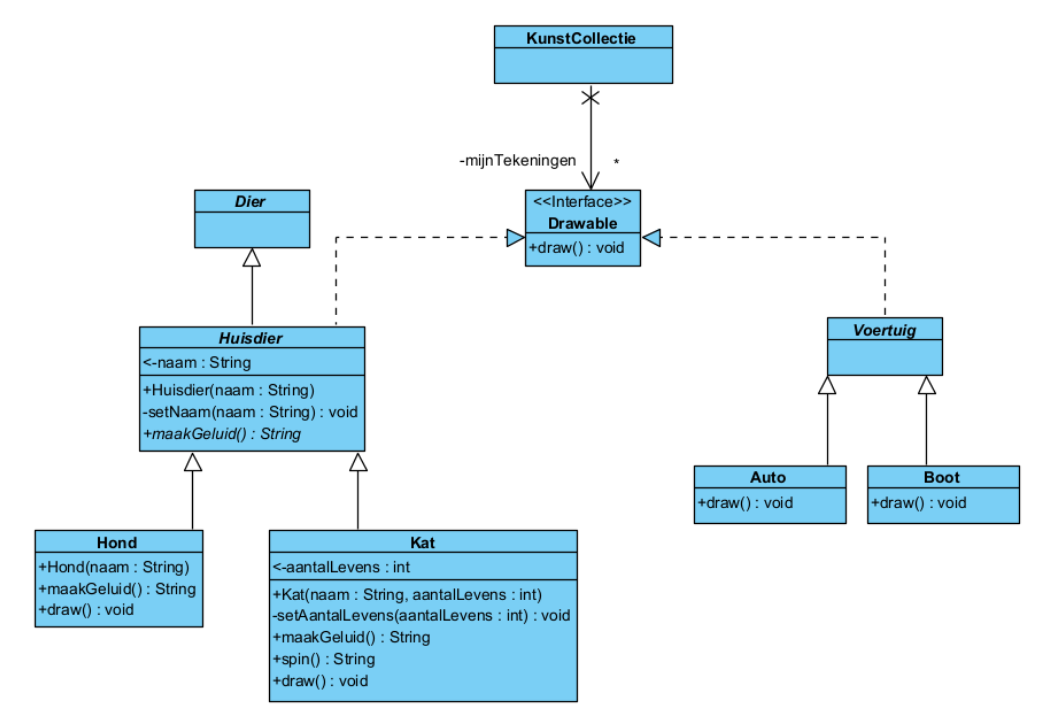 KunstCollectie
-mijnTekeningen *
<<Interface>>
Drawable
+draw() : void
Dier
Huisdier
<-naam : String
+Huisdier(naam : String)
-setNaam(naam : String) : void
+maakGeluid() : String
Voertuig
Auto
+draw() : void
Boot
+draw() : void
Hond
+Hond(naam : String)
+maakGeluid() : String
+draw() : void
Kat
<-aantalLevens : int
+Kat(naam : String, aantalLevens : int)
-setAantalLevens(aantalLevens : int) : void
+maakGeluid() : String
+spin() : String
+draw() : void